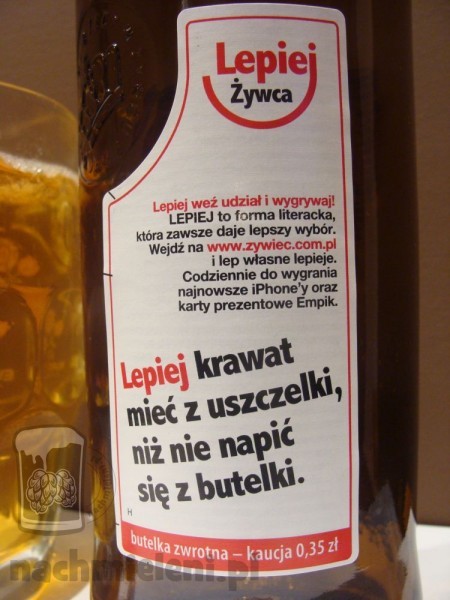 Lepiej
Żywca
Lepiej weź udział i wygrywaj!
LEPIEJ to forma literacka,
która zawsze daje lepszy wybór.
Wejdź na www.zywiec.com.pl
i lep własne lepieje.
Codziennie do wygrania
najnowsze iPhone'y oraz
karty prezentowe Empik.
Lepiej krawat
mieć z uszczelki,
niż nie napić
się z butelki.
H
butelka zwrotna – kaucja 0,35 zł
nachmieleni.pl